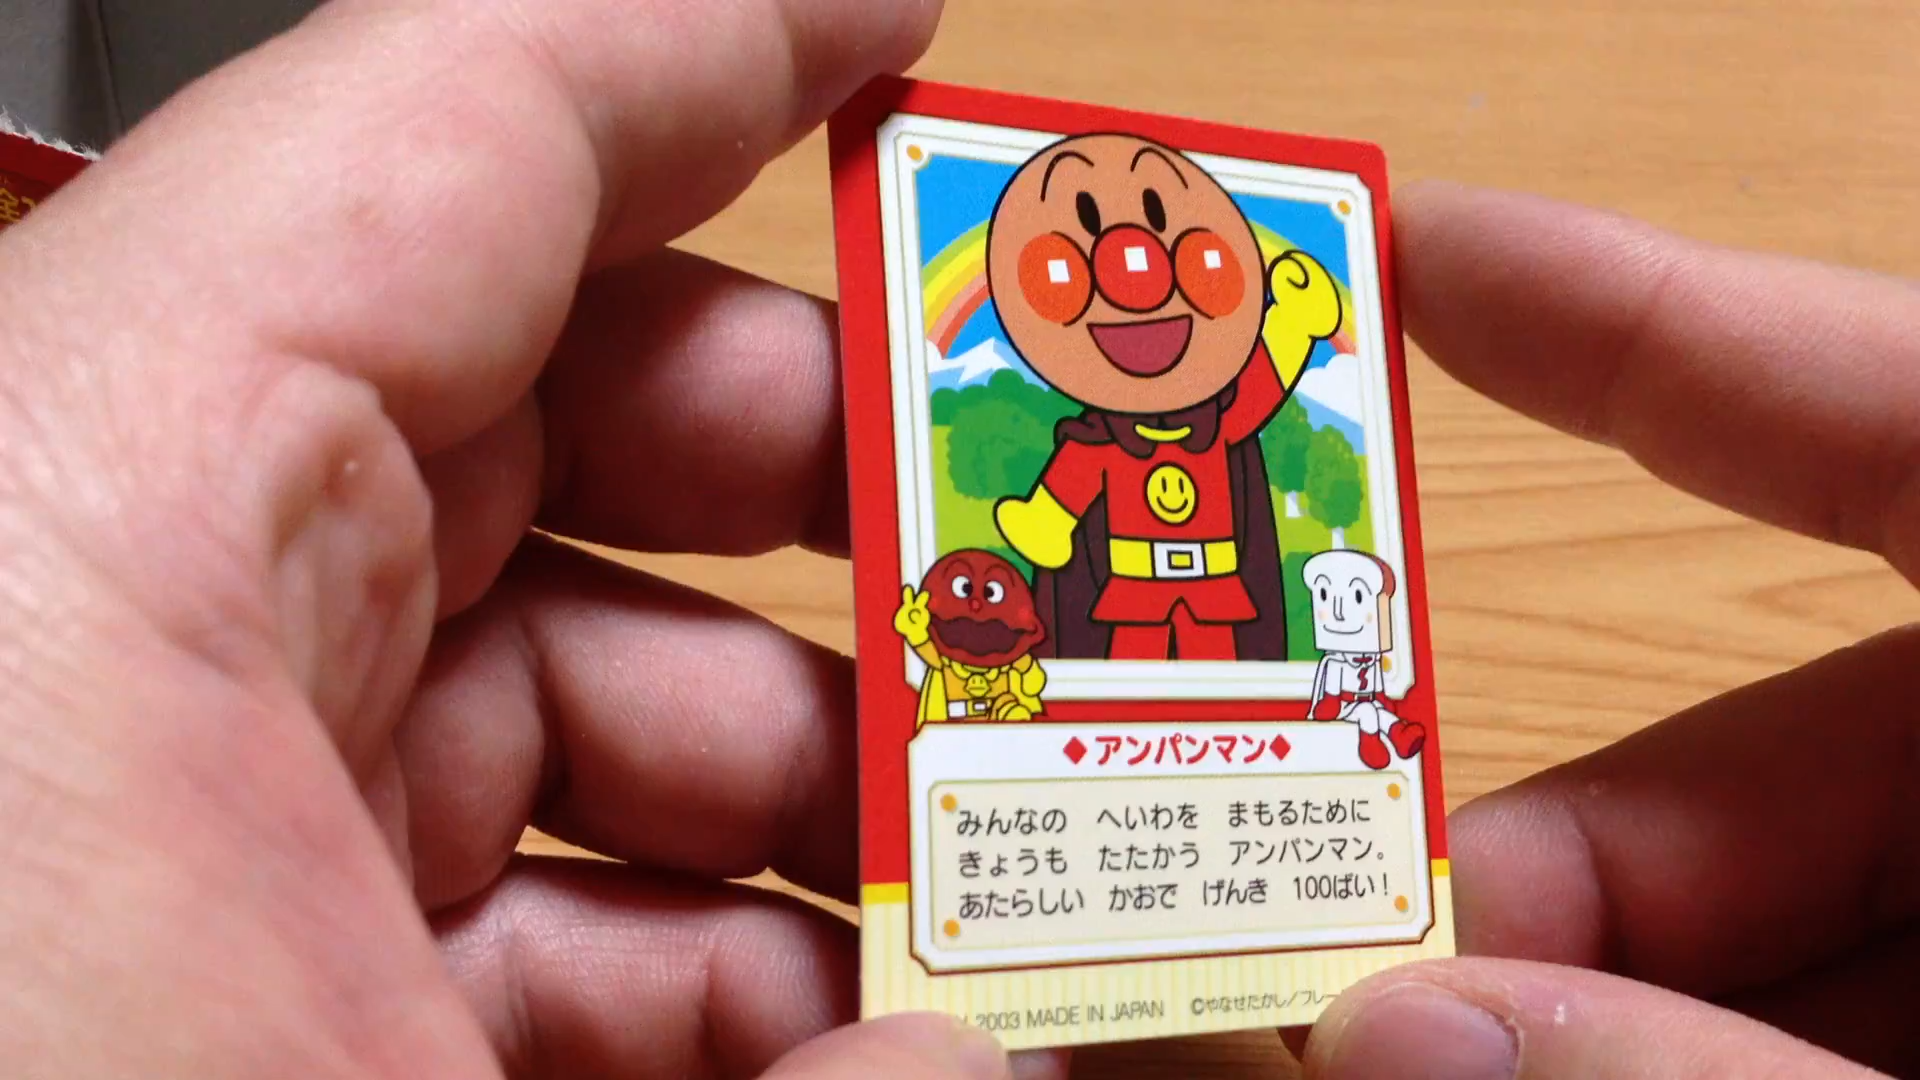 ◆アンパンマン◆
みんなの へいわを まもるために
きょうも たたかう アンパンマン。
あたらしい かおで げんき 100ばい!
2003 MADE IN JAPAN ©やなせたかし/フレー